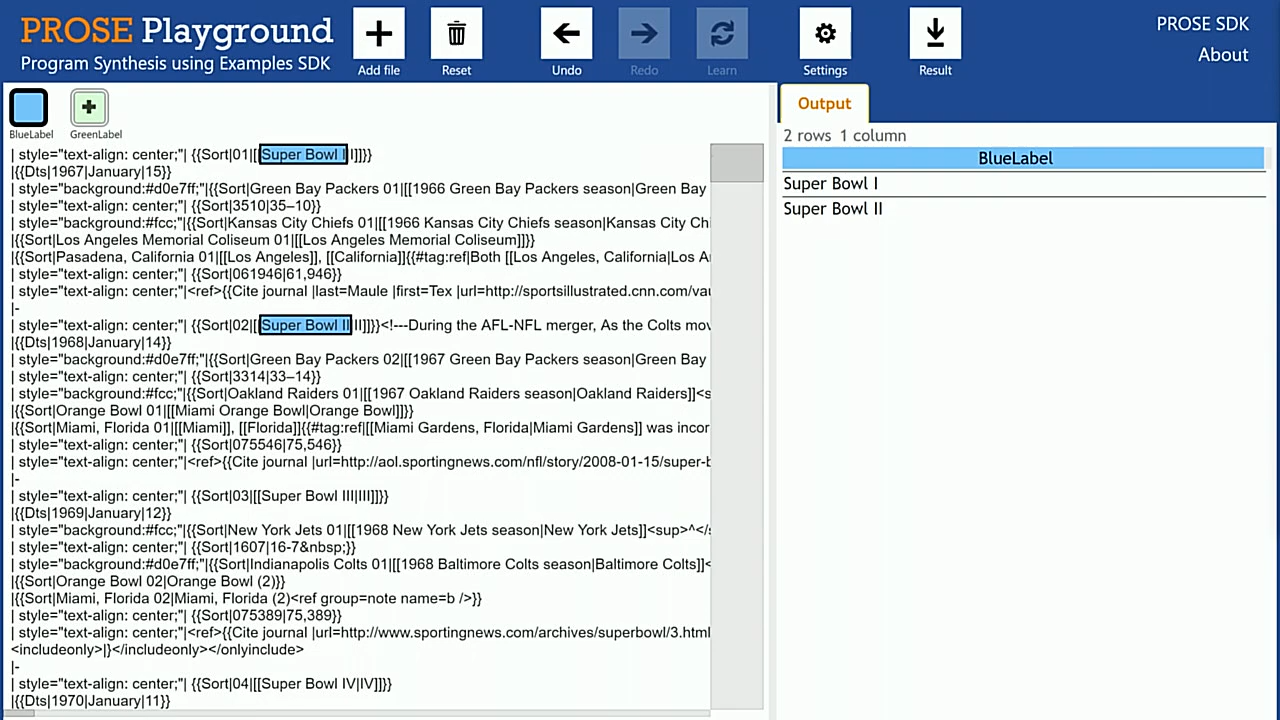 PROSE Playground
Program Synthesis using Examples SDK
Add file
Reset
Undo
Redo
Learn
Settings
Result
PROSE SDK
About
BlueLabel
GreenLabel
| style="text-align: center;"| {{Sort|01|[[Super Bowl I|I]]}}
|{{Dts|1967|January|15}}
| style="background:#d0e7ff;"|{{Sort|Green Bay Packers 01|[[1966 Green Bay Packers season|Green Bay
| style="text-align: center;"| {{Sort|3510|35–10}}
| style="background:#fcc;"|{{Sort|Kansas City Chiefs 01|[[1966 Kansas City Chiefs season|Kansas City Chi
|{{Sort|Los Angeles Memorial Coliseum 01|[[Los Angeles Memorial Coliseum]]}}
|{{Sort|Pasadena, California 01|[[Los Angeles]], [[California]]{{#tag:ref|Both [[Los Angeles, California|Los A
| style="text-align: center;"| {{Sort|061946|61,946}}
| style="text-align: center;"|<ref>{{Cite journal |last=Maule |first=Tex |url=http://sportsillustrated.cnn.com/vau
|-
| style="text-align: center;"| {{Sort|02|[[Super Bowl II|II]]}}<!---During the AFL-NFL merger, As the Colts mov
|{{Dts|1968|January|14}}
| style="background:#d0e7ff;"|{{Sort|Green Bay Packers 02|[[1967 Green Bay Packers season|Green Bay
| style="text-align: center;"| {{Sort|3314|33–14}}
| style="background:#fcc;"|{{Sort|Oakland Raiders 01|[[1967 Oakland Raiders season|Oakland Raiders]]<s
|{{Sort|Orange Bowl 01|[[Miami Orange Bowl|Orange Bowl]]}}
|{{Sort|Miami, Florida 01|[[Miami]], [[Florida]]{{#tag:ref|[[Miami Gardens, Florida|Miami Gardens]] was incor
| style="text-align: center;"| {{Sort|075546|75,546}}
| style="text-align: center;"|<ref>{{Cite journal |url=http://aol.sportingnews.com/nfl/story/2008-01-15/super-b
|-
| style="text-align: center;"| {{Sort|03|[[Super Bowl III|III]]}}
|{{Dts|1969|January|12}}
| style="background:#fcc;"|{{Sort|New York Jets 01|[[1968 New York Jets season|New York Jets]]<sup>^</s
| style="text-align: center;"| {{Sort|1607|16-7&nbsp;}}
| style="background:#d0e7ff;"|{{Sort|Indianapolis Colts 01|[[1968 Baltimore Colts season|Baltimore Colts]]<
|{{Sort|Orange Bowl 02|Orange Bowl (2)}}
|{{Sort|Miami, Florida 02|Miami, Florida (2)<ref group=note name=b />}}
| style="text-align: center;"| {{Sort|075389|75,389}}
| style="text-align: center;"|<ref>{{Cite journal |url=http://www.sportingnews.com/archives/superbowl/3.html
<includeonly>|}</includeonly></onlyinclude>
|-
| style="text-align: center;"| {{Sort|04|[[Super Bowl IV|IV]]}}
|{{Dts|1970|January|11}}
Output
2 rows 1 column
BlueLabel
Super Bowl I
Super Bowl II